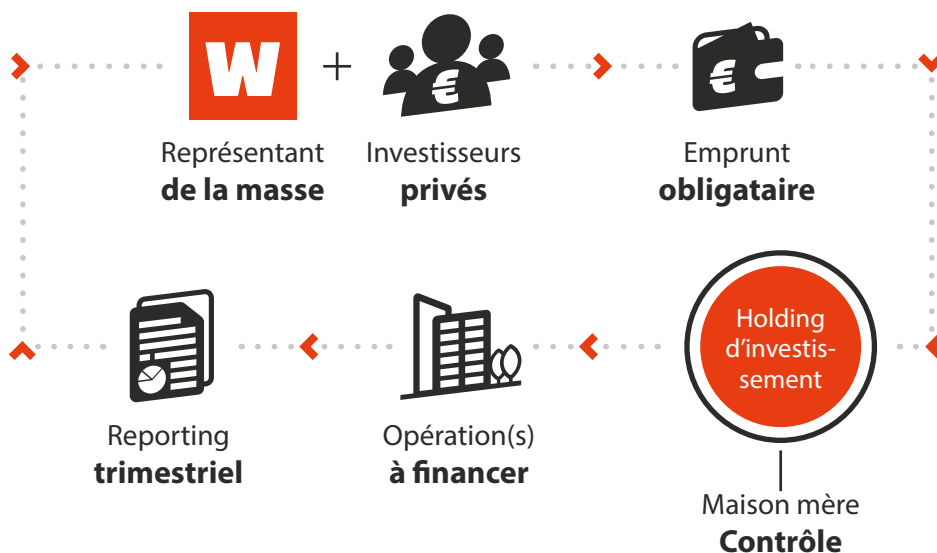 W +
Représentant
de la masse
Investisseurs
privés
€
Emprunt
obligataire
€
Holding
d’investis-
sement
Opération(s)
à financer
Reporting
trimestriel
Maison mère
Contrôle